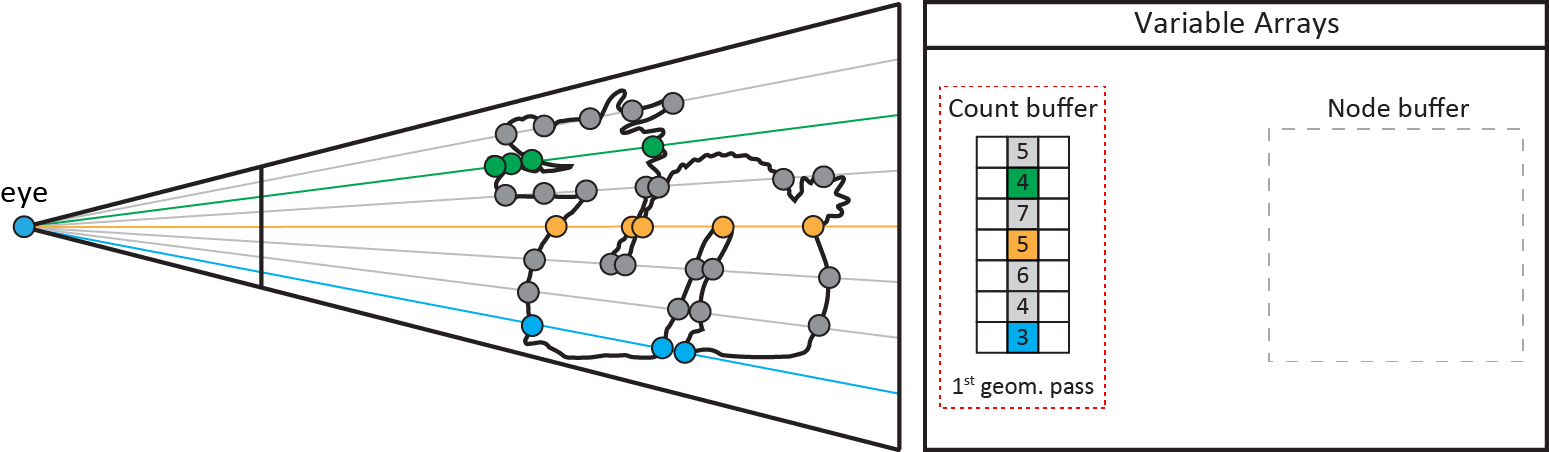 eye
Variable Arrays
Count buffer
5
4
7
5
6
4
3
1st geom. pass
Node buffer